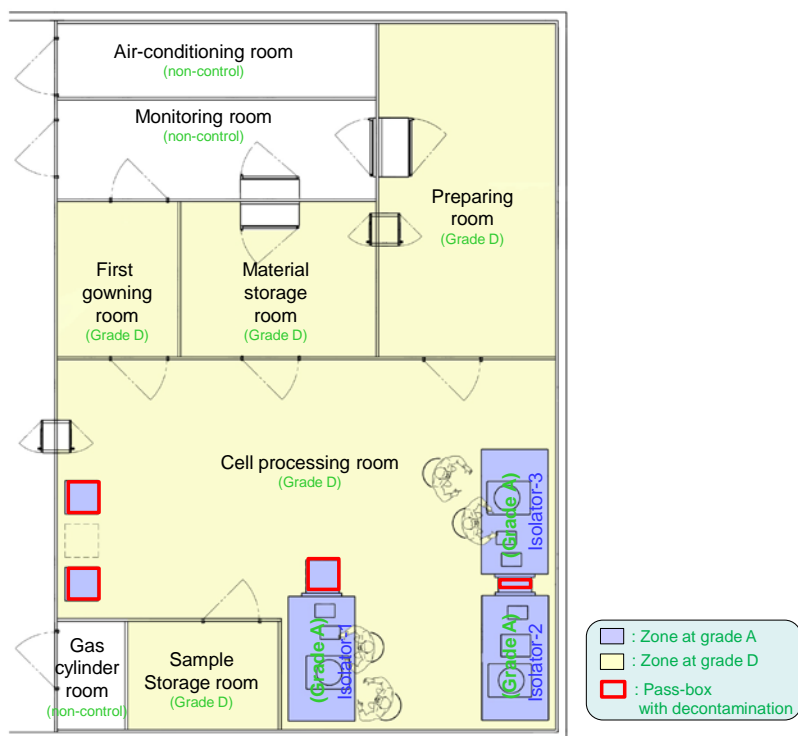 Air-conditioning room
(non-control)
Monitoring room
(non-control)
Preparing
room
(Grade D)
First
gowning
room
(Grade D)
Material
storage
room
(Grade D)
Cell processing room
(Grade D)
(Grade A)
Isolator-3
(Grade A)
Isolator-1
(Grade A)
Isolator-2
Gas
cylinder
room
(non-control)
Sample
Storage room
(Grade D)
: Zone at grade A
: Zone at grade D
: Pass-box
with decontamination